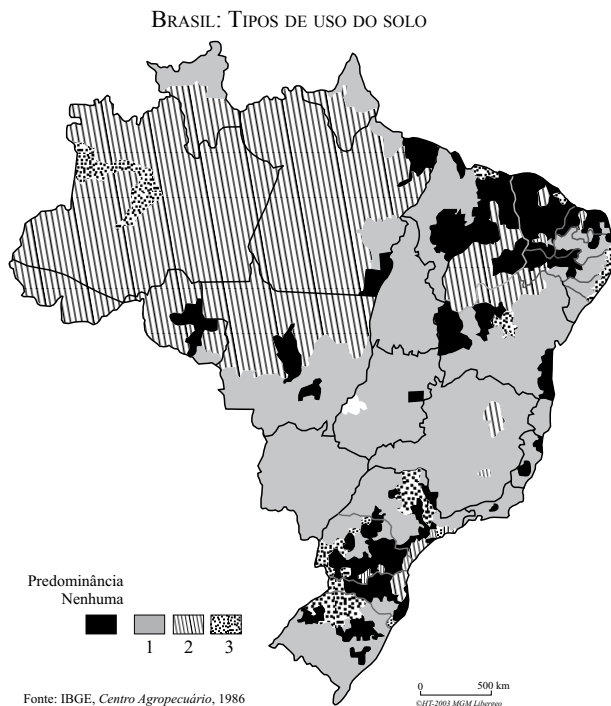 BRASIL: TIPOS DE USO DO SOLO
Predominância
Nenhuma
1 2 3
0 500 km
Fonte: IBGE, Centro Agropecuário, 1986
©HT-2003 MGM Libergeo